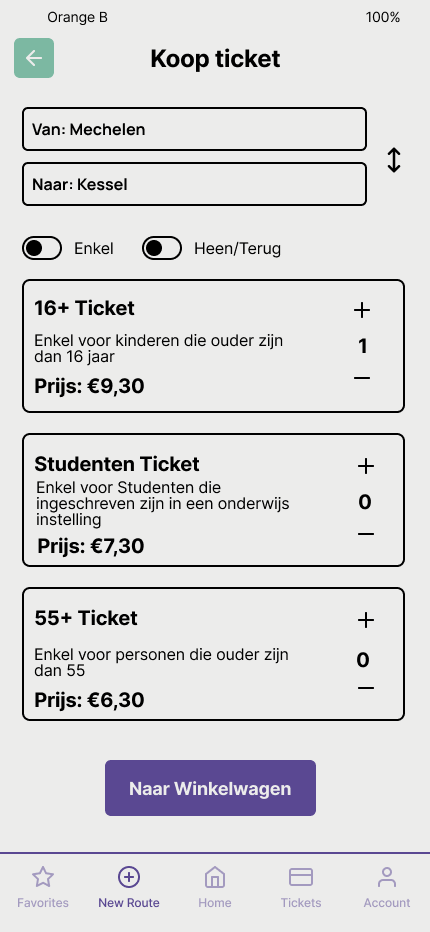 Orange B 100%
Koop ticket
Van: Mechelen
Naar: Kessel
Enkel Heen/Terug
16+ Ticket
Enkel voor kinderen die ouder zijn
dan 16 jaar
1
Prijs: €9,30
Studenten Ticket
Enkel voor Studenten die
ingeschreven zijn in een onderwijs
instelling
0
Prijs: €7,30
55+ Ticket
Enkel voor personen die ouder zijn
dan 55
0
Prijs: €6,30
Naar Winkelwagen
Favorites New Route Home Tickets Account